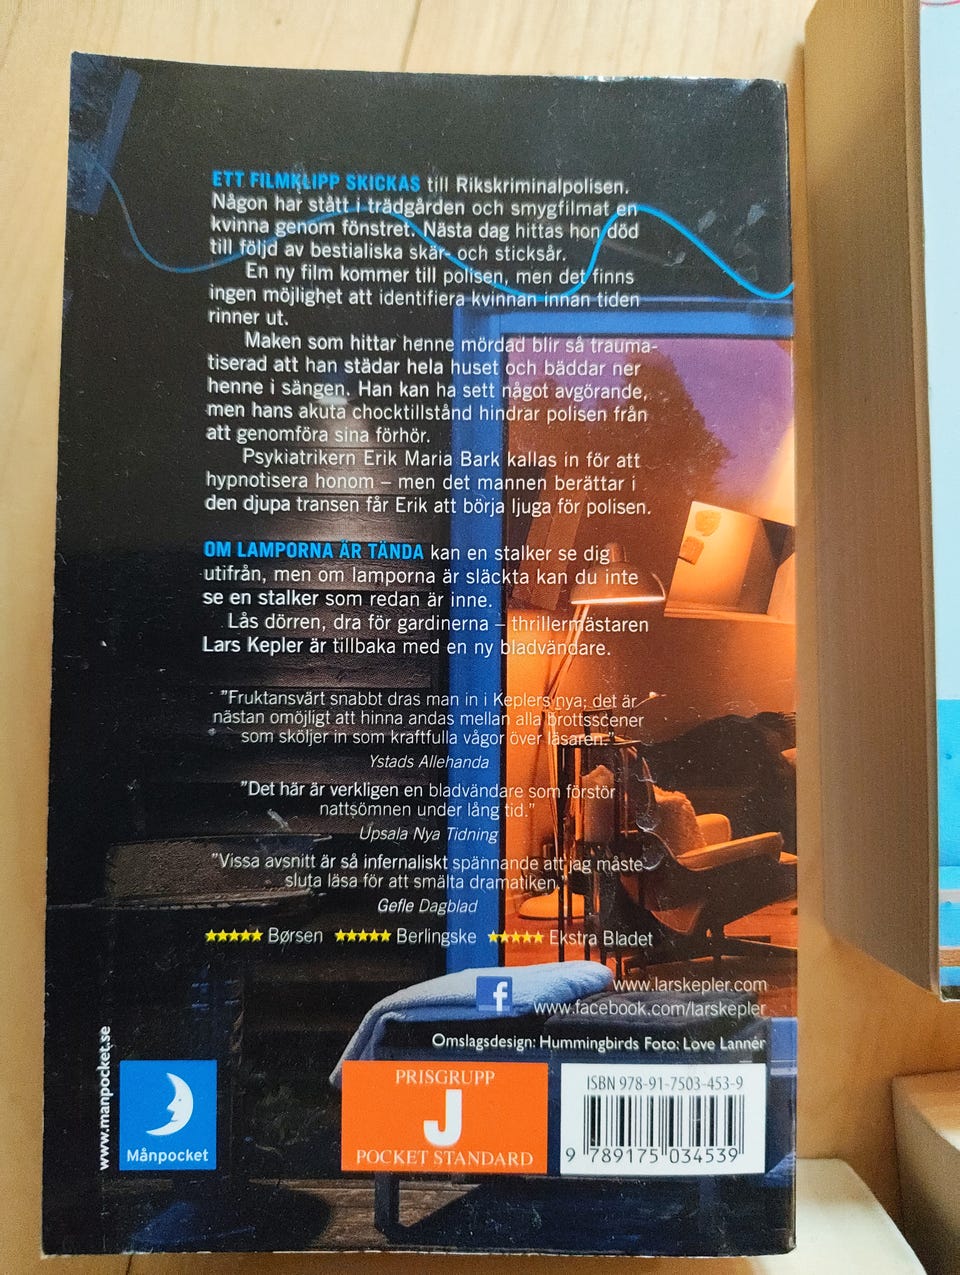 ETT FILMKLIPP SKICKAS till Rikskriminalpolisen.
Någon har stått i trädgården och smygfilmat en
kvinna genom fönstret. Nästa dag hittas hon död
till följd av bestialiska skär- och sticksår.
En ny film kommer till polisen, men det finns
ingen möjlighet att identifiera kvinnan innan tiden
rinner ut.
Maken som hittar henne mördad blir så trauma-
tiserad att han städar hela huset och bäddar ner
henne i sängen. Han kan ha sett något avgörande,
men hans akuta chocktillstånd hindrar polisen från
att genomföra sina förhör.
Psykiatrikern Erik Maria Bark kallas in för att
hypnotisera honom – men det mannen berättar i
den djupa transen får Erik att börja ljuga för polisen.
OM LAMPORNA ÄR TÄNDA kan en stalker se dig
utifrån, men om lamporna är släckta kan du inte
se en stalker som redan är inne.
Lås dörren, dra för gardinerna – thrillermästaren
Lars Kepler är tillbaka med en ny bladvändare.
”Fruktansvärt snabbt dras man in i Keplers nya; det är
nästan omöjligt att hinna andas mellan alla brottsscener
som sköljer in som kraftfulla vågor över läsaren.”
Ystads Allehanda
”Det här är verkligen en bladvändare som förstör
nattsömnen under lång tid.”
Upsala Nya Tidning
”Vissa avsnitt är så infernaliskt spännande att jag måste
sluta läsa för att smälta dramatiken.”
Gefle Dagblad
★★★★★ Børsen ★★★★★ Berlingske ★★★★★ Ekstra Bladet
www.larskepler.com
www.facebook.com/larskepler
Omslagsdesign: Hummingbirds Foto: Love Lannér
www.manpocket.se
Månpocket
PRISGRUPP
J
POCKET STANDARD
ISBN 978-91-7503-453-9
9 789175 034539